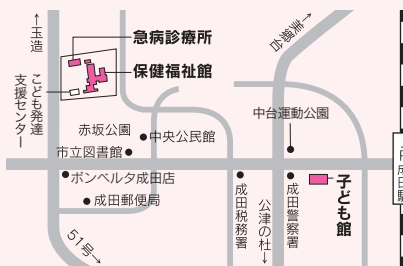 ←玉造
急病診療所
保健福祉館
こども発達
支援センター
←美郷台
中台運動公園
赤坂公園
中央公民館
市立図書館
ボンベルタ成田店
成田郵便局
成田税務署
公津の杜→
成田警察署
子ども館
51号→